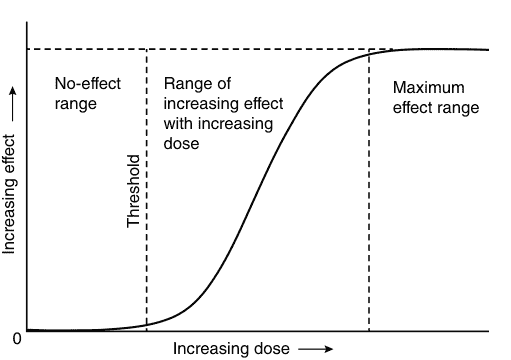 No-effect
range
Range of
increasing effect
with increasing
dose
Maximum
effect range
Threshold
Increasing effect
0
Increasing dose